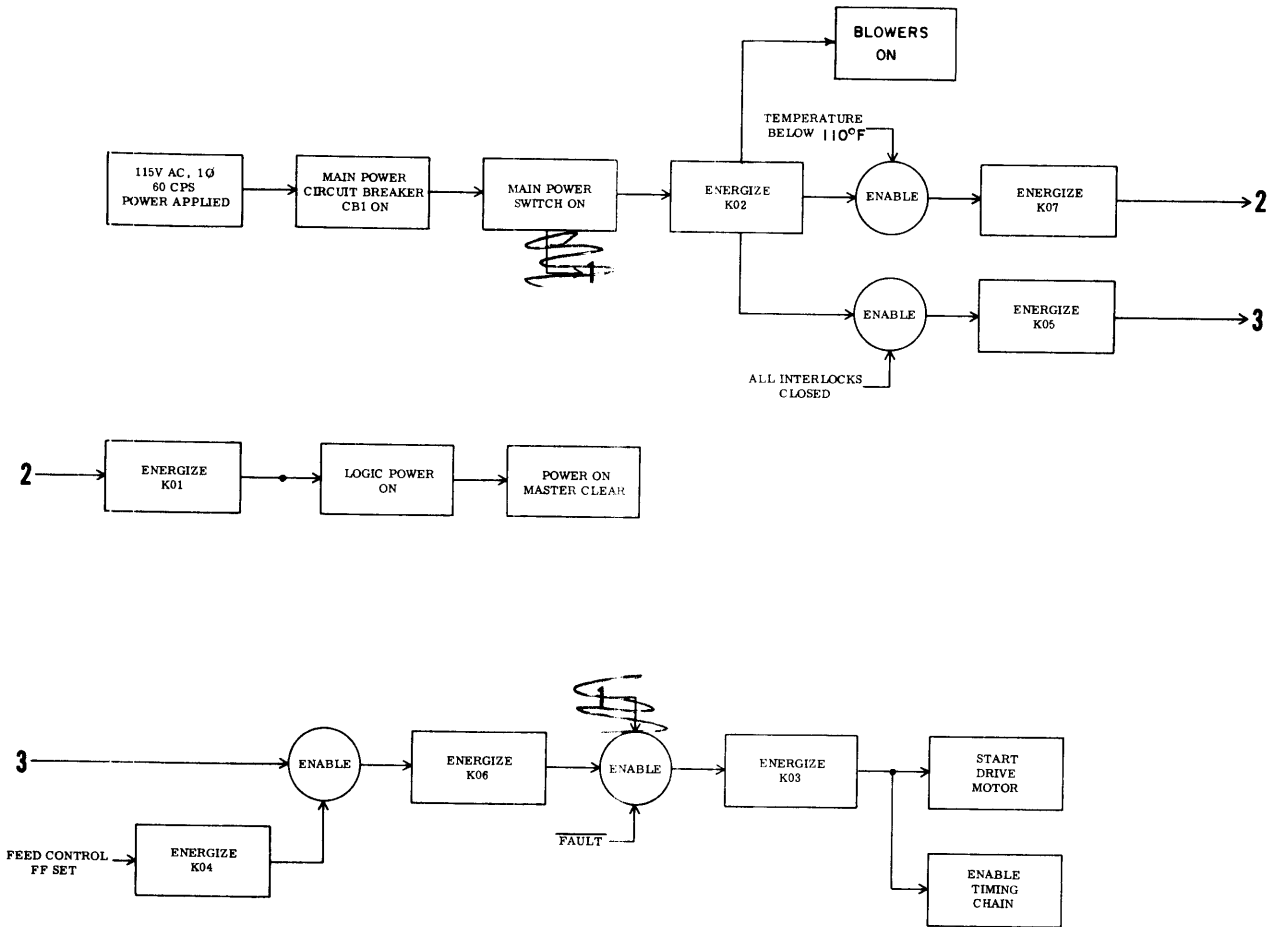 BLOWERS
ON
TEMPERATURE
BELOW 110°F
115V AC, 1Ø
60 CPS
POWER APPLIED
MAIN POWER
CIRCUIT BREAKER
CB1 ON
MAIN POWER
SWITCH ON
ENERGIZE
K02
ENABLE
ENERGIZE
K07
2
1
ENABLE
ENERGIZE
K05
3
ALL INTERLOCKS
CLOSED
2
ENERGIZE
K01
LOGIC POWER
ON
POWER ON
MASTER CLEAR
1
3
ENABLE
ENERGIZE
K06
ENABLE
ENERGIZE
K03
START
DRIVE
MOTOR
FAULT
FEED CONTROL
FF SET
ENERGIZE
K04
ENABLE
TIMING
CHAIN